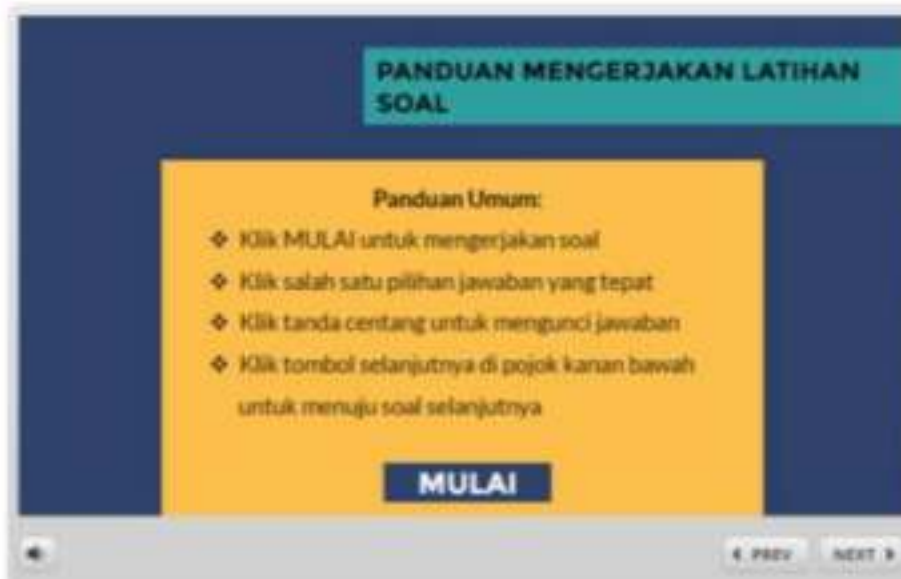 PANDUAN MENGERJAKAN LATIHAN
SOAL
Panduan Umum:
❖ Klik MULAI untuk mengerjakan soal
❖ Klik salah satu pilihan jawaban yang tepat
❖ Klik tanda centang untuk mengunci jawaban
❖ Klik tombol selanjutnya di pojok kanan bawah
untuk menuju soal selanjutnya
MULAI
PREV NEXT